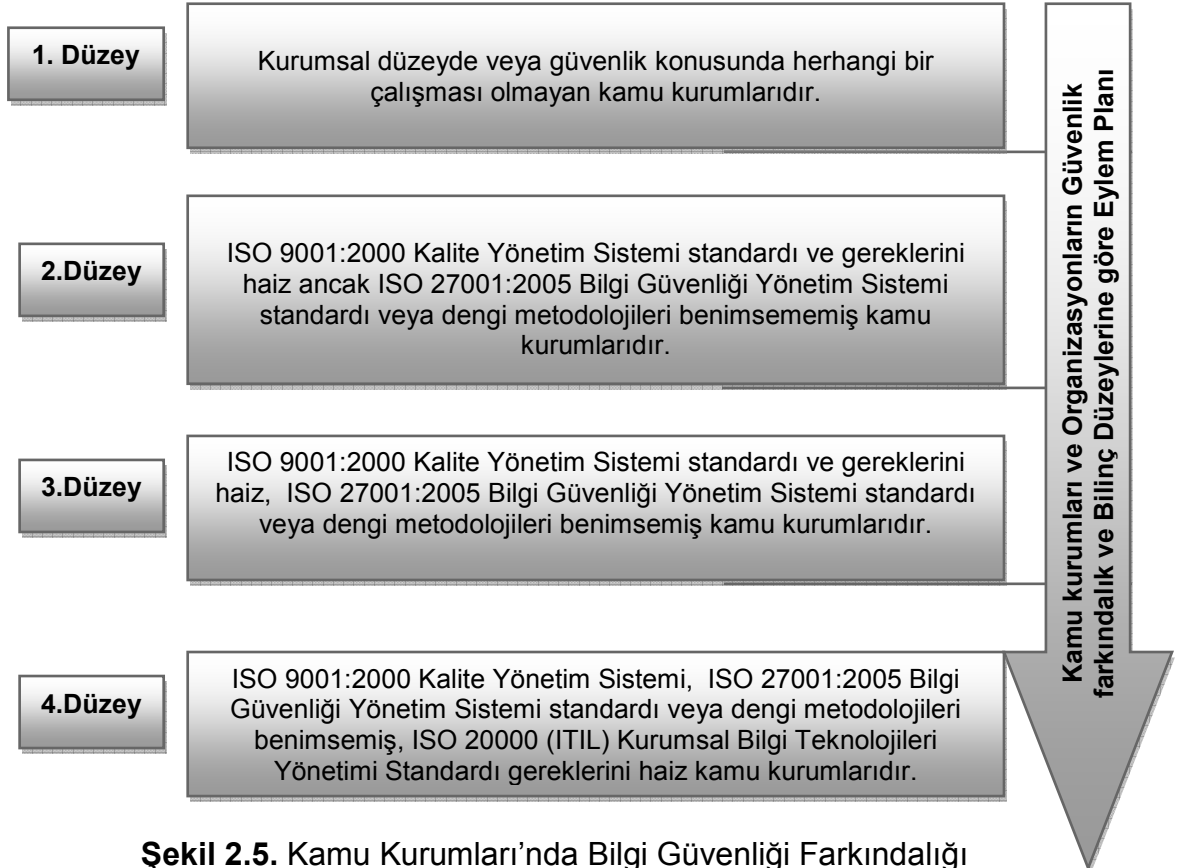 1. Düzey
Kurumsal düzeyde veya güvenlik konusunda herhangi bir
çalışması olmayan kamu kurumlarıdır.
2.Düzey
ISO 9001:2000 Kalite Yönetim Sistemi standardı ve gereklerini
haiz ancak ISO 27001:2005 Bilgi Güvenliği Yönetim Sistemi
standardı veya dengi metodolojileri benimsememiş kamu
kurumlarıdır.
3.Düzey
ISO 9001:2000 Kalite Yönetim Sistemi standardı ve gereklerini
haiz, ISO 27001:2005 Bilgi Güvenliği Yönetim Sistemi standardı
veya dengi metodolojileri benimsemiş kamu kurumlarıdır.
4.Düzey
ISO 9001:2000 Kalite Yönetim Sistemi, ISO 27001:2005 Bilgi
Güvenliği Yönetim Sistemi standardı veya dengi metodolojileri
benimsemiş, ISO 20000 (ITIL) Kurumsal Bilgi Teknolojileri
Yönetimi Standardı gereklerini haiz kamu kurumlarıdır.
Kamu kurumları ve Organizasyonların Güvenlik
farkındalık ve Bilinç Düzeylerine göre Eylem Planı
Şekil 2.5. Kamu Kurumları’nda Bilgi Güvenliği Farkındalığı